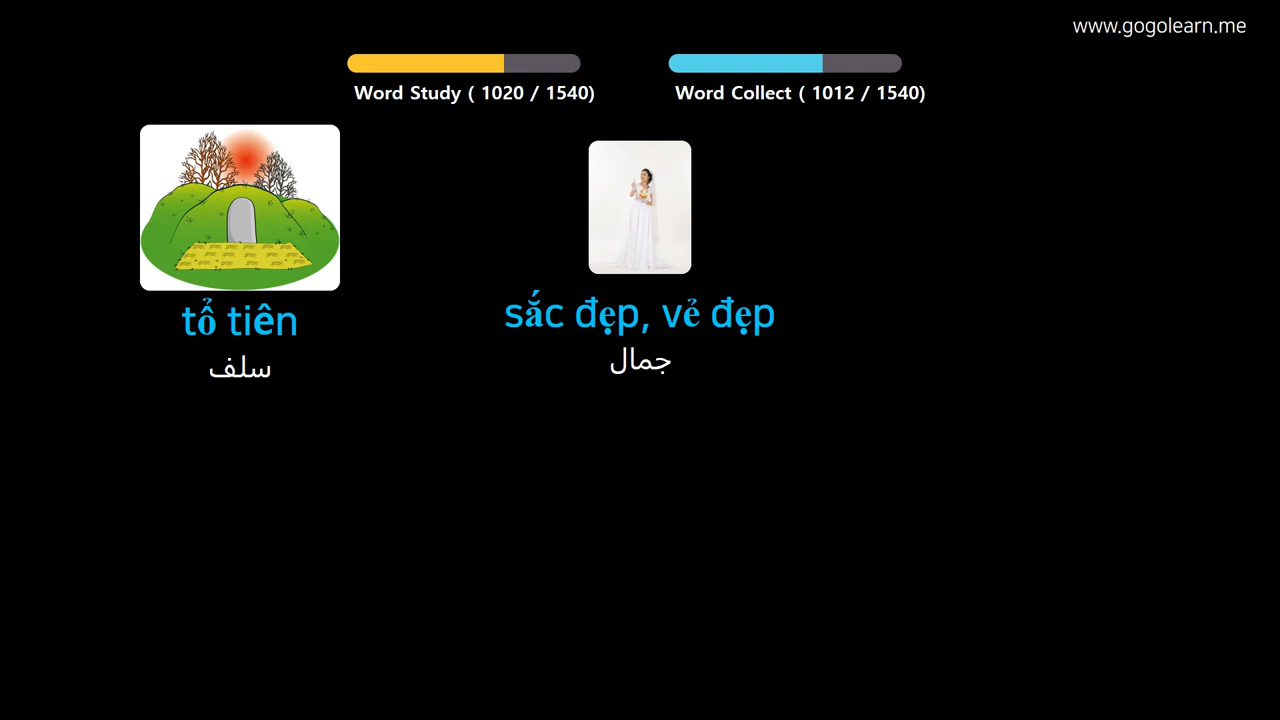 www.gogolearn.me
Word Study ( 1020 / 1540)
Word Collect ( 1012 / 1540)
tổ tiên
سلف
sắc đẹp, vẻ đẹp
جمال